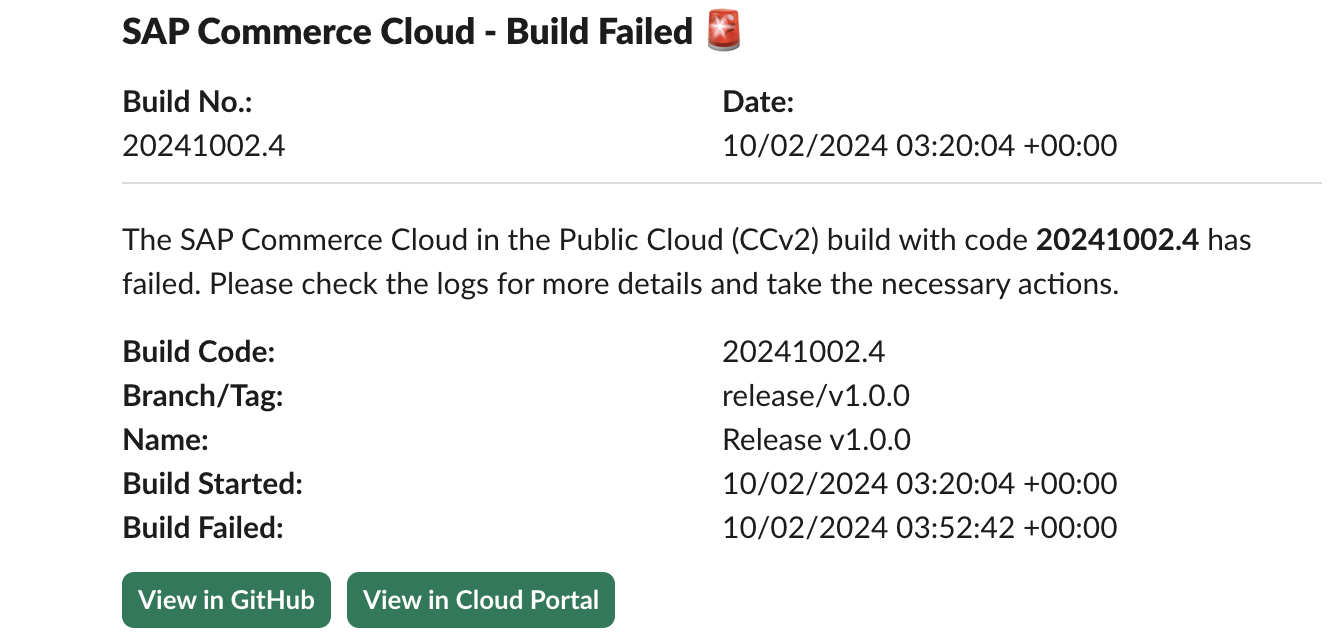 SAP Commerce Cloud - Build Failed 🚨
Build No.: Date:
20241002.4 10/02/2024 03:20:04 +00:00
The SAP Commerce Cloud in the Public Cloud (CCv2) build with code 20241002.4 has
failed. Please check the logs for more details and take the necessary actions.
Build Code: 20241002.4
Branch/Tag: release/v1.0.0
Name: Release v1.0.0
Build Started: 10/02/2024 03:20:04 +00:00
Build Failed: 10/02/2024 03:52:42 +00:00
View in GitHub View in Cloud Portal